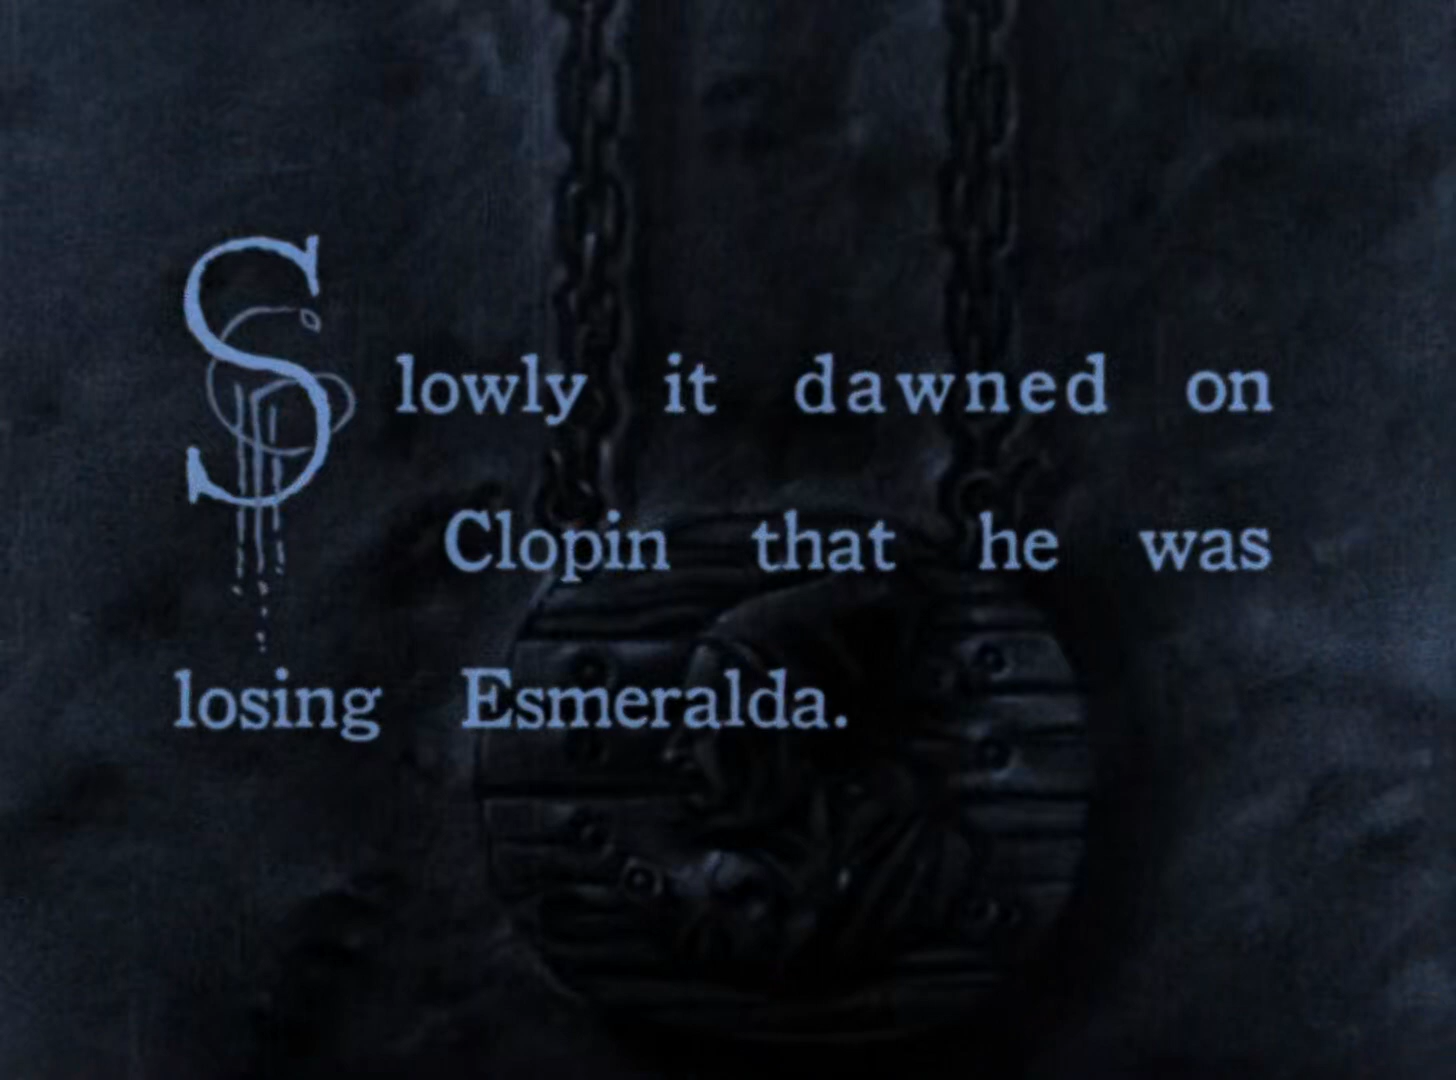 Slowly it dawned on
Clopin that he was
losing Esmeralda.